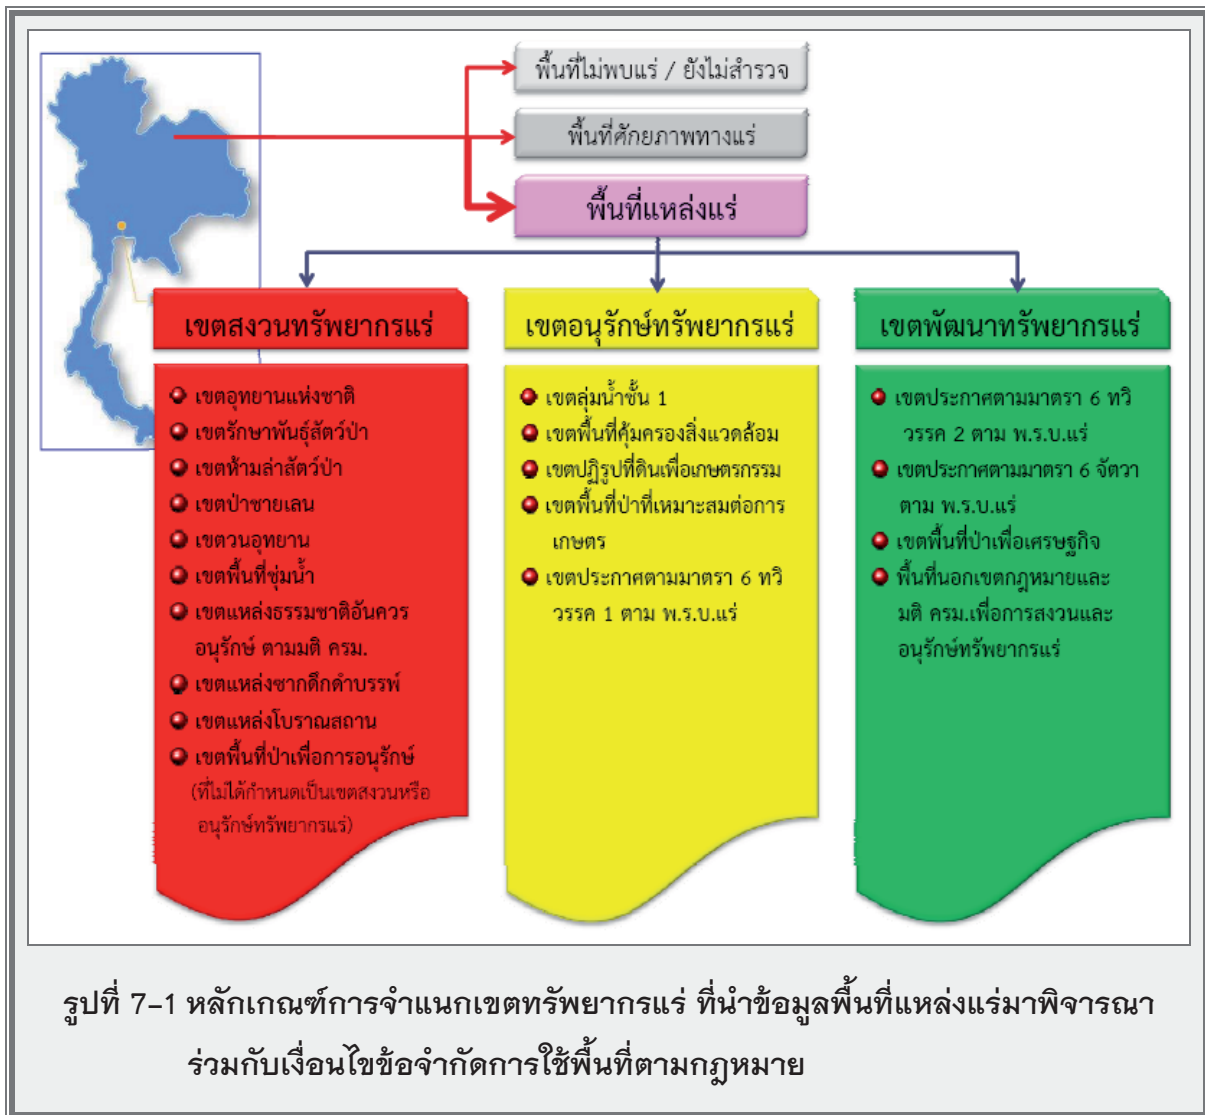 พื้นที่ไม่พบแร่ / ยังไม่สำรวจ
พื้นที่ศักยภาพทางแร่
พื้นที่แหล่งแร่
เขตสงวนทรัพยากรแร่
เขตอุทยานแห่งชาติ
เขตรักษาพันธุ์สัตว์ป่า
เขตห้ามล่าสัตว์ป่า
เขตป่าชายเลน
เขตวนอุทยาน
เขตพื้นที่ชุ่มน้ำ
เขตแหล่งธรรมชาติอันควร
อนุรักษ์ ตามมติ ครม.
เขตแหล่งซากดึกดำบรรพ์
เขตแหล่งโบราณสถาน
เขตพื้นที่ป่าเพื่อการอนุรักษ์
(ที่ไม่ได้กำหนดเป็นเขตสงวนหรือ
อนุรักษ์ทรัพยากรแร่)
เขตอนุรักษ์ทรัพยากรแร่
เขตลุ่มน้ำชั้น 1
เขตพื้นที่คุ้มครองสิ่งแวดล้อม
เขตปฏิรูปที่ดินเพื่อเกษตรกรรม
เขตพื้นที่ป่าที่เหมาะสมต่อการ
เกษตร
เขตประกาศตามมาตรา 6 ทวิ
วรรค 1 ตาม พ.ร.บ.แร่
เขตพัฒนาทรัพยากรแร่
เขตประกาศตามมาตรา 6 ทวิ
วรรค 2 ตาม พ.ร.บ.แร่
เขตประกาศตามมาตรา 6 จัตวา
ตาม พ.ร.บ.แร่
เขตพื้นที่ป่าเพื่อเศรษฐกิจ
พื้นที่นอกเขตกฎหมายและ
มติ ครม.เพื่อการสงวนและ
อนุรักษ์ทรัพยากรแร่
รูปที่ 7-1 หลักเกณฑ์การจำแนกเขตทรัพยากรแร่ ที่นำข้อมูลพื้นที่แหล่งแร่มาพิจารณา
ร่วมกับเงื่อนไขข้อจำกัดการใช้พื้นที่ตามกฎหมาย